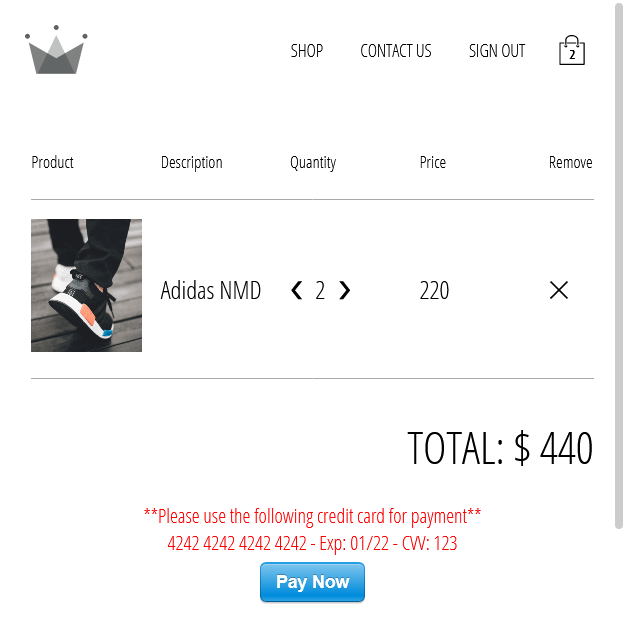 SHOP CONTACT US SIGN OUT 2
Product Description Quantity Price Remove
Adidas NMD ❮ 2 ❯ 220 ✕
TOTAL: $ 440
**Please use the following credit card for payment**
4242 4242 4242 4242 - Exp: 01/22 - CVV: 123
Pay Now